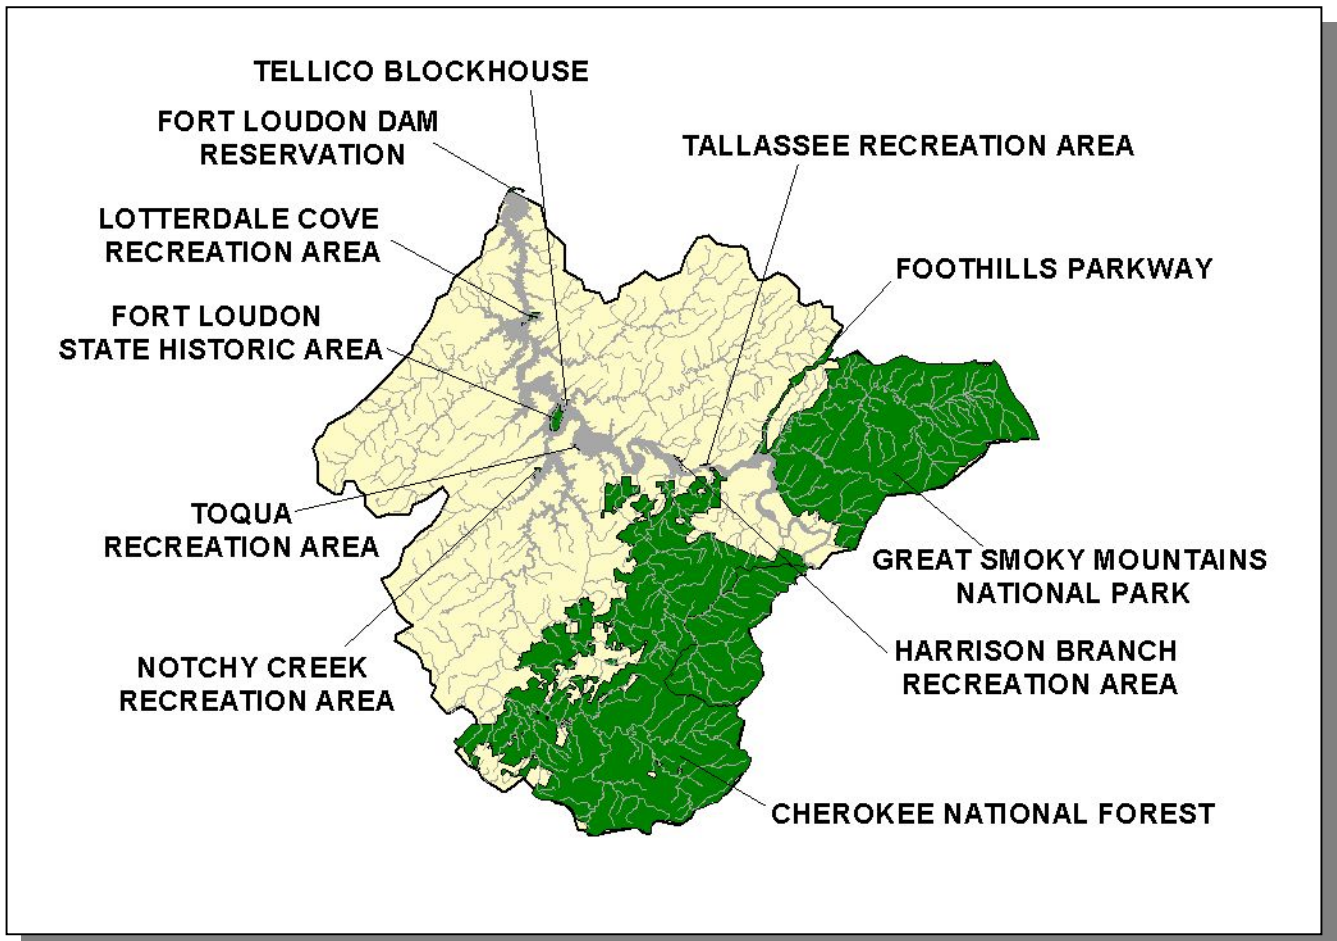 TELLICO BLOCKHOUSE
FORT LOUDON DAM
RESERVATION
TALLASSEE RECREATION AREA
LOTTERDALE COVE
RECREATION AREA
FOOTHILLS PARKWAY
FORT LOUDON
STATE HISTORIC AREA
TOQUA
RECREATION AREA
GREAT SMOKY MOUNTAINS
NATIONAL PARK
NOTCHY CREEK
RECREATION AREA
HARRISON BRANCH
RECREATION AREA
CHEROKEE NATIONAL FOREST